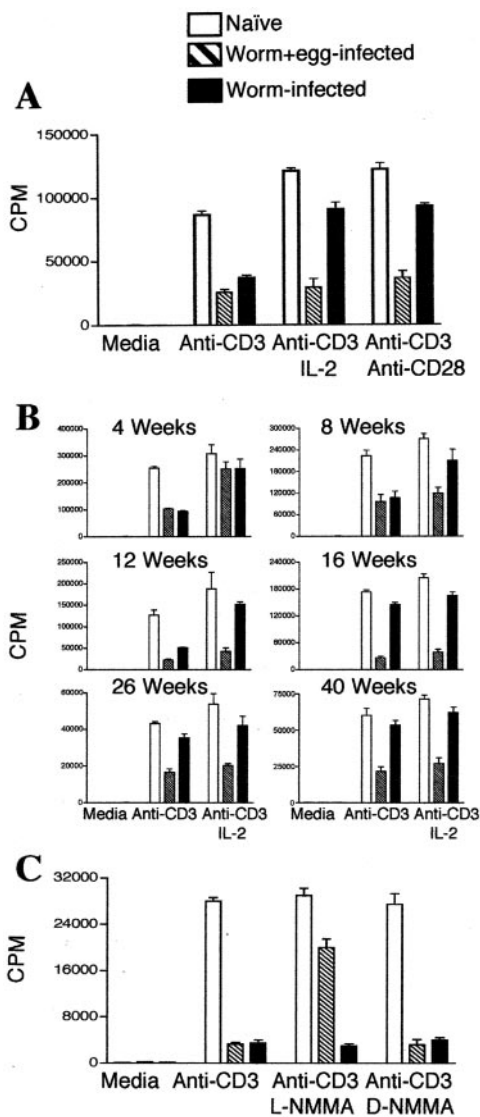 Naïve
Worm+egg-infected
Worm-infected
A
150000
100000
50000
0
CPM
Media Anti-CD3 Anti-CD3 Anti-CD3
IL-2 Anti-CD28
B
4 Weeks
400000
300000
200000
100000
0
8 Weeks
300000
240000
180000
120000
60000
0
12 Weeks
250000
200000
150000
100000
50000
0
16 Weeks
240000
180000
120000
60000
0
CPM
26 Weeks
60000
40000
20000
0
40 Weeks
75000
50000
25000
0
Media Anti-CD3 Anti-CD3
IL-2
Media Anti-CD3 Anti-CD3
IL-2
C
32000
24000
16000
8000
0
CPM
Media Anti-CD3 Anti-CD3 Anti-CD3
L-NMMA D-NMMA